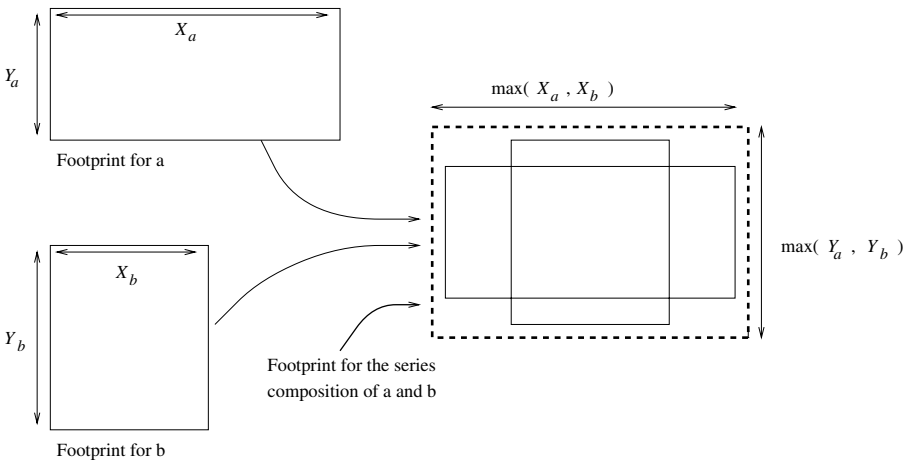 X_a
Y_a
Footprint for a
max( X_a , X_b )
max( Y_a , Y_b )
X_b
Y_b
Footprint for the series
composition of a and b
Footprint for b